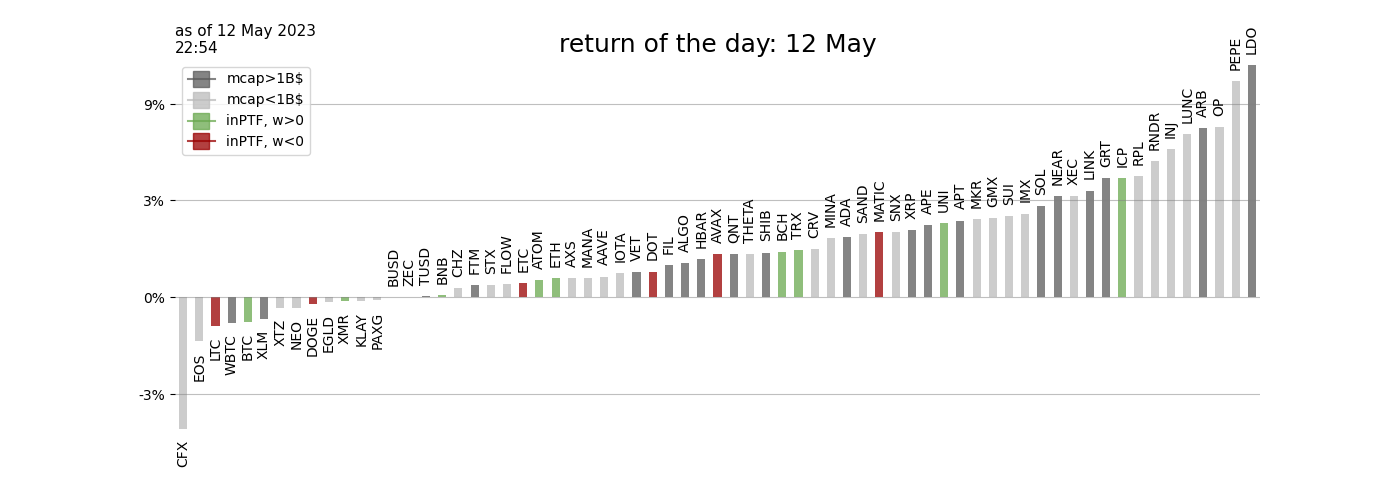 as of 12 May 2023
22:54
return of the day: 12 May
mcap>1B$
mcap<1B$
inPTF, w>0
inPTF, w<0
9%
3%
0%
-3%
CFX
EOS
LTC
WBTC
BTC
XLM
XTZ
NEO
DOGE
EGLD
XMR
KLAY
PAXG
BUSD
ZEC
TUSD
BNB
CHZ
FTM
STX
FLOW
ETC
ATOM
ETH
AXS
MANA
AAVE
IOTA
VET
DOT
FIL
ALGO
HBAR
AVAX
QNT
THETA
SHIB
BCH
TRX
CRV
MINA
ADA
SAND
MATIC
SNX
XRP
APE
UNI
APT
MKR
GMX
SUI
IMX
SOL
NEAR
XEC
LINK
GRT
ICP
RPL
RNDR
INJ
LUNC
ARB
OP
PEPE
LDO